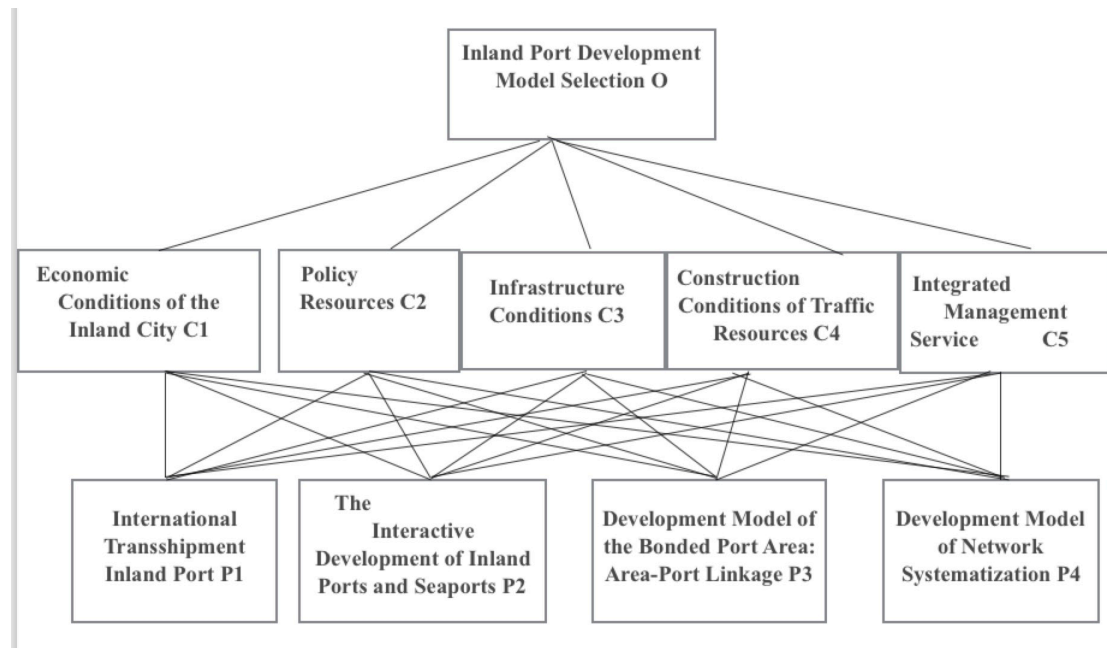 Inland Port Development
Model Selection O
Economic
Conditions of the
Inland City C1
Policy
Resources C2
Infrastructure
Conditions C3
Construction
Conditions of Traffic
Resources C4
Integrated
Management
Service C5
International
Transshipment
Inland Port P1
The
Interactive
Development of Inland
Ports and Seaports P2
Development Model of
the Bonded Port Area:
Area-Port Linkage P3
Development Model
of Network
Systematization P4